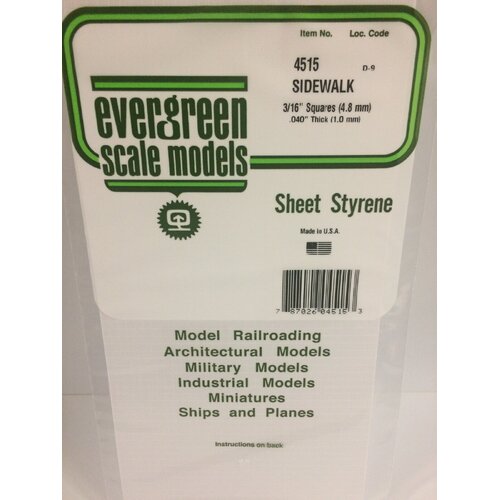 Item No. Loc. Code
4515 D-9
SIDEWALK
3/16" Squares (4.8 mm)
.040" Thick (1.0 mm)
evergreen
scale models
Sheet Styrene
Made in U.S.A.
7 87026 04515 3
Model Railroading
Architectural Models
Military Models
Industrial Models
Miniatures
Ships and Planes
Instructions on back